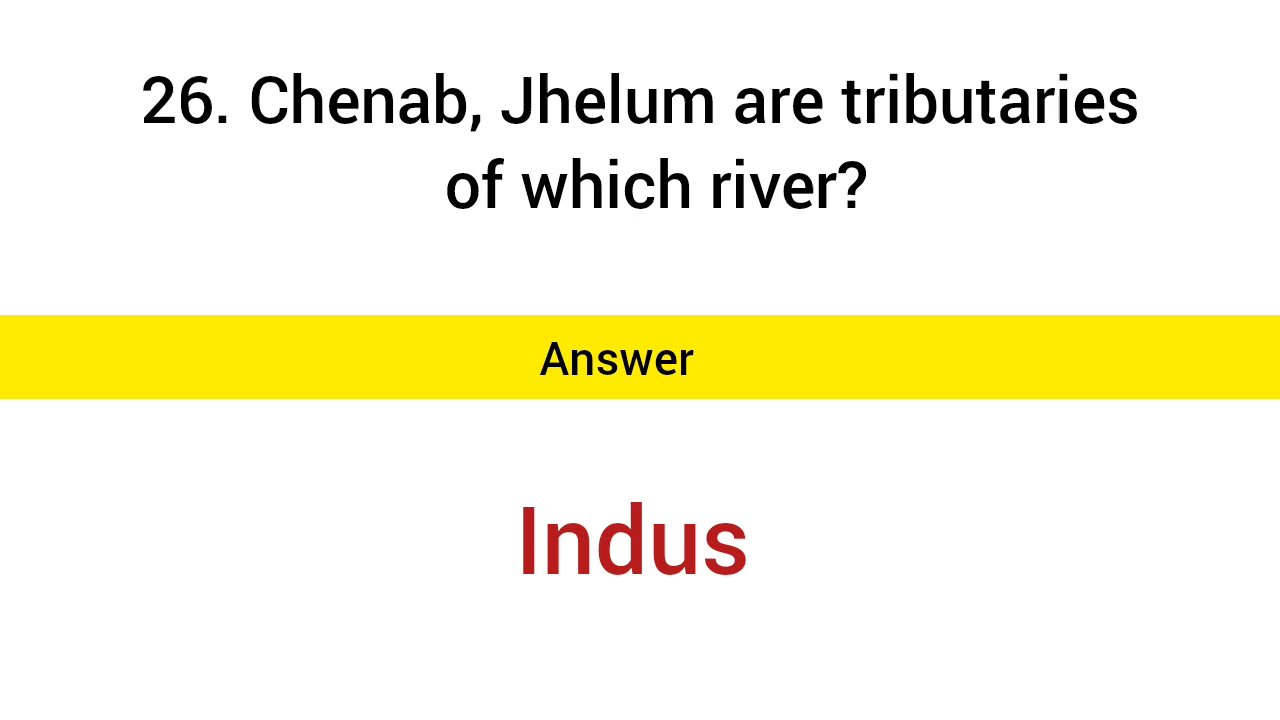 26. Chenab, Jhelum are tributaries
of which river?
Answer
Indus